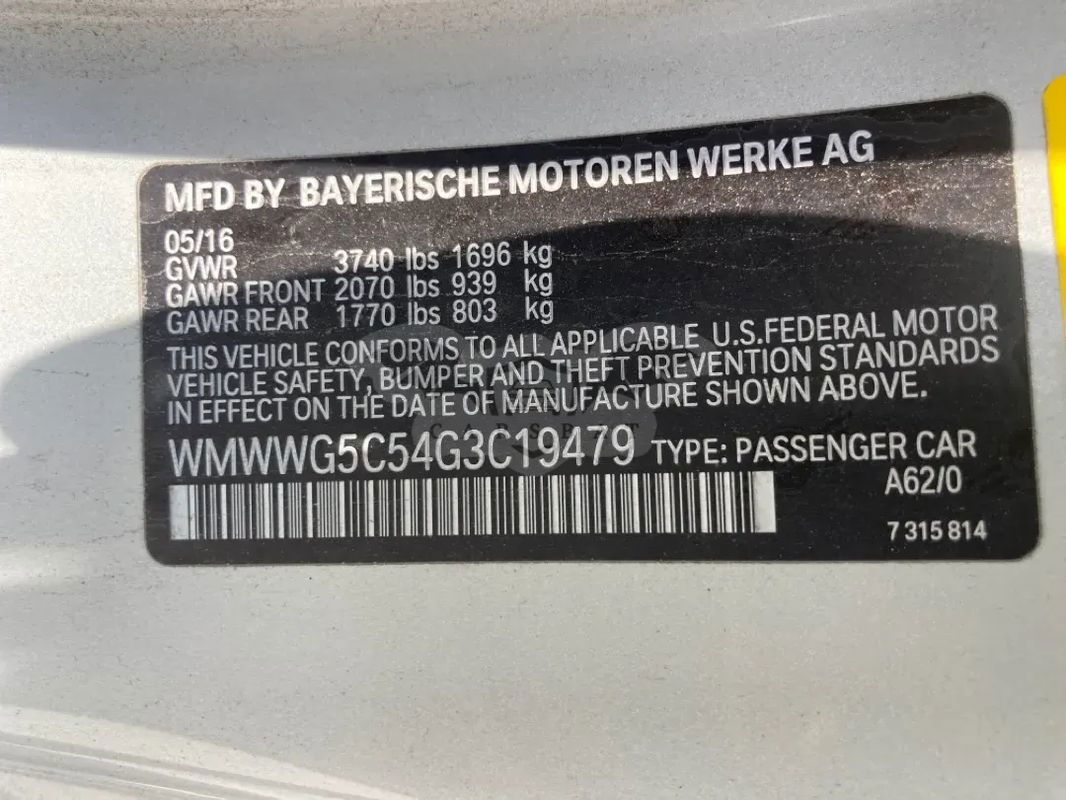 MFD BY BAYERISCHE MOTOREN WERKE AG
05/16
GVWR 3740 lbs 1696 kg
GAWR FRONT 2070 lbs 939 kg
GAWR REAR 1770 lbs 803 kg
THIS VEHICLE CONFORMS TO ALL APPLICABLE U.S.FEDERAL MOTOR
VEHICLE SAFETY, BUMPER AND THEFT PREVENTION STANDARDS
IN EFFECT ON THE DATE OF MANUFACTURE SHOWN ABOVE.
WMWWG5C54G3C19479 TYPE: PASSENGER CAR
A62/0
7 315 814